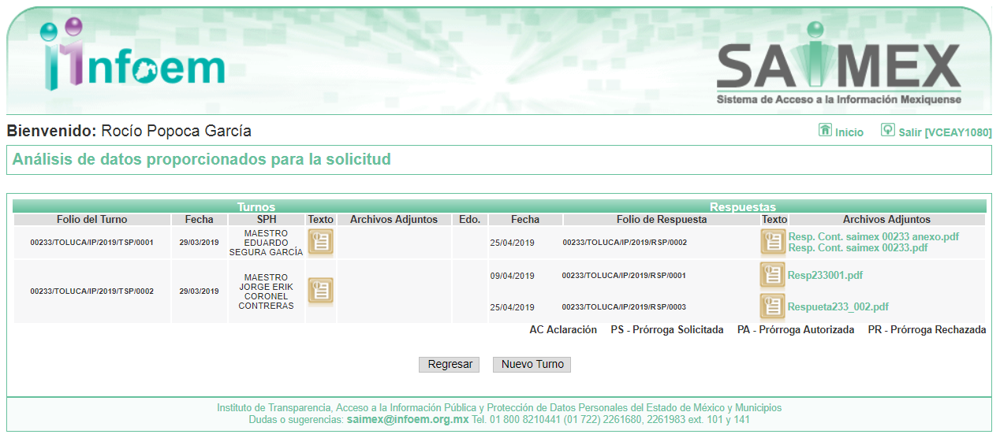 infoem
SAIMEX
Sistema de Acceso a la Información Mexiquense
Bienvenido: Rocío Popoca García
Inicio Salir [VCEAY1080]
Análisis de datos proporcionados para la solicitud
Turnos Respuestas
Folio del Turno Fecha SPH Texto Archivos Adjuntos Edo. Fecha Folio de Respuesta Texto Archivos Adjuntos
00233/TOLUCA/IP/2019/TSP/0001 29/03/2019 MAESTRO
EDUARDO
SEGURA GARCÍA
25/04/2019 00233/TOLUCA/IP/2019/RSP/0002 Resp. Cont. saimex 00233 anexo.pdf
Resp. Cont. saimex 00233.pdf
00233/TOLUCA/IP/2019/TSP/0002 29/03/2019 MAESTRO
JORGE ERIK
CORONEL
CONTRERAS
09/04/2019 00233/TOLUCA/IP/2019/RSP/0001 Resp233001.pdf
25/04/2019 00233/TOLUCA/IP/2019/RSP/0003 Respueta233_002.pdf
AC Aclaración PS - Prórroga Solicitada PA - Prórroga Autorizada PR - Prórroga Rechazada
Regresar Nuevo Turno
Instituto de Transparencia, Acceso a la Información Pública y Protección de Datos Personales del Estado de México y Municipios
Dudas o sugerencias: saimex@infoem.org.mx Tel. 01 800 8210441 (01 722) 2261680, 2261983 ext. 101 y 141